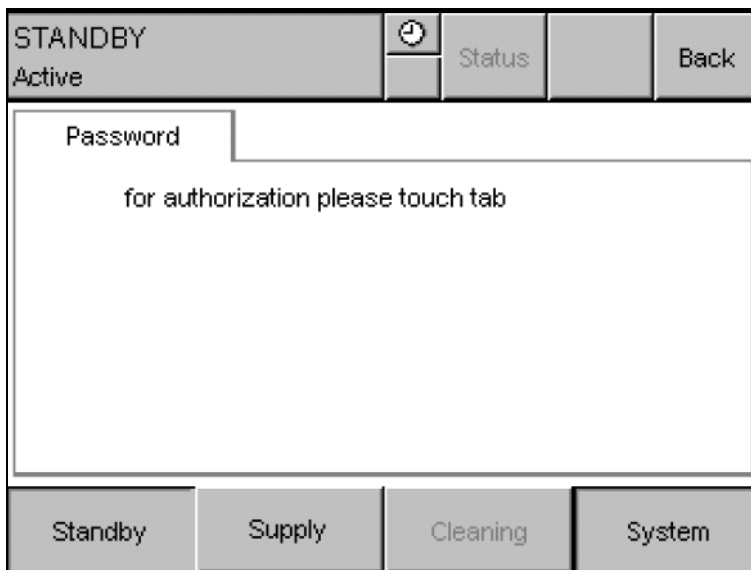 STANDBY
Active
Status
Back
Password
for authorization please touch tab
Standby
Supply
Cleaning
System